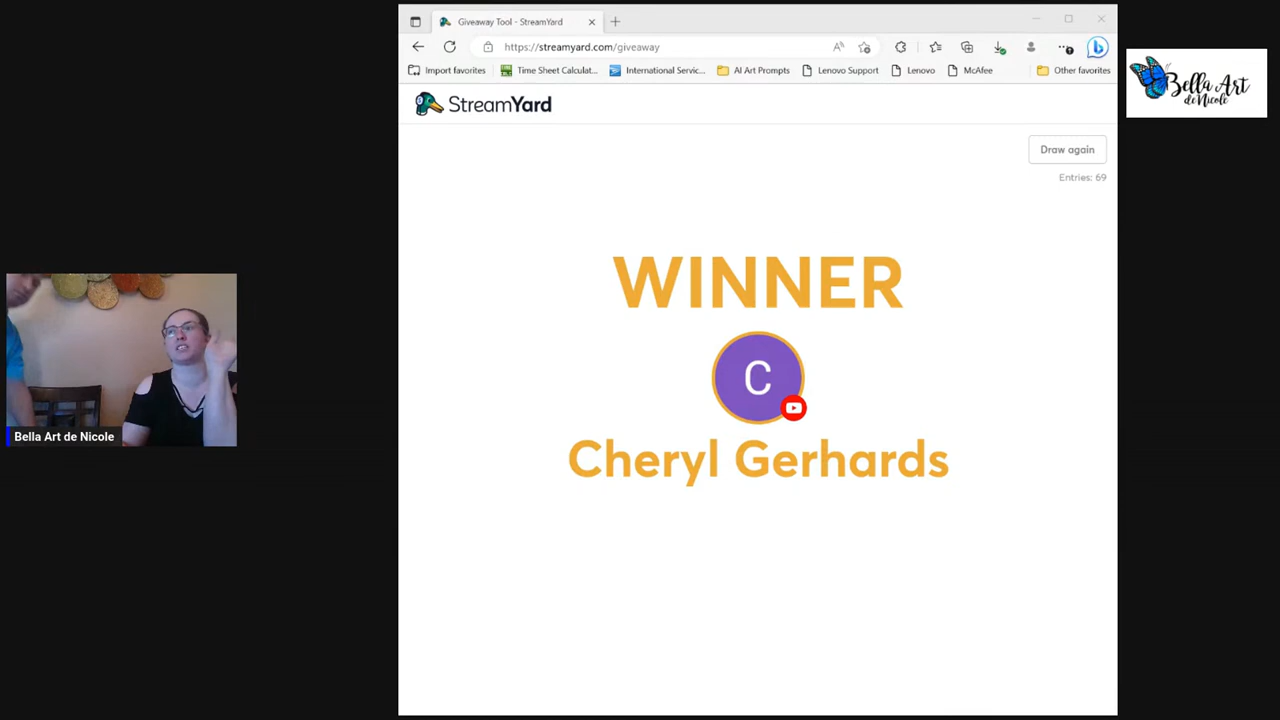 Giveaway Tool - StreamYard
https://streamyard.com/giveaway
Import favorites
Time Sheet Calculat...
International Servic...
AI Art Prompts
Lenovo Support
Lenovo
McAfee
Other favorites
Bella Art
de Nicole
StreamYard
Draw again
Entries: 69
WINNER
C
Cheryl Gerhards
Bella Art de Nicole